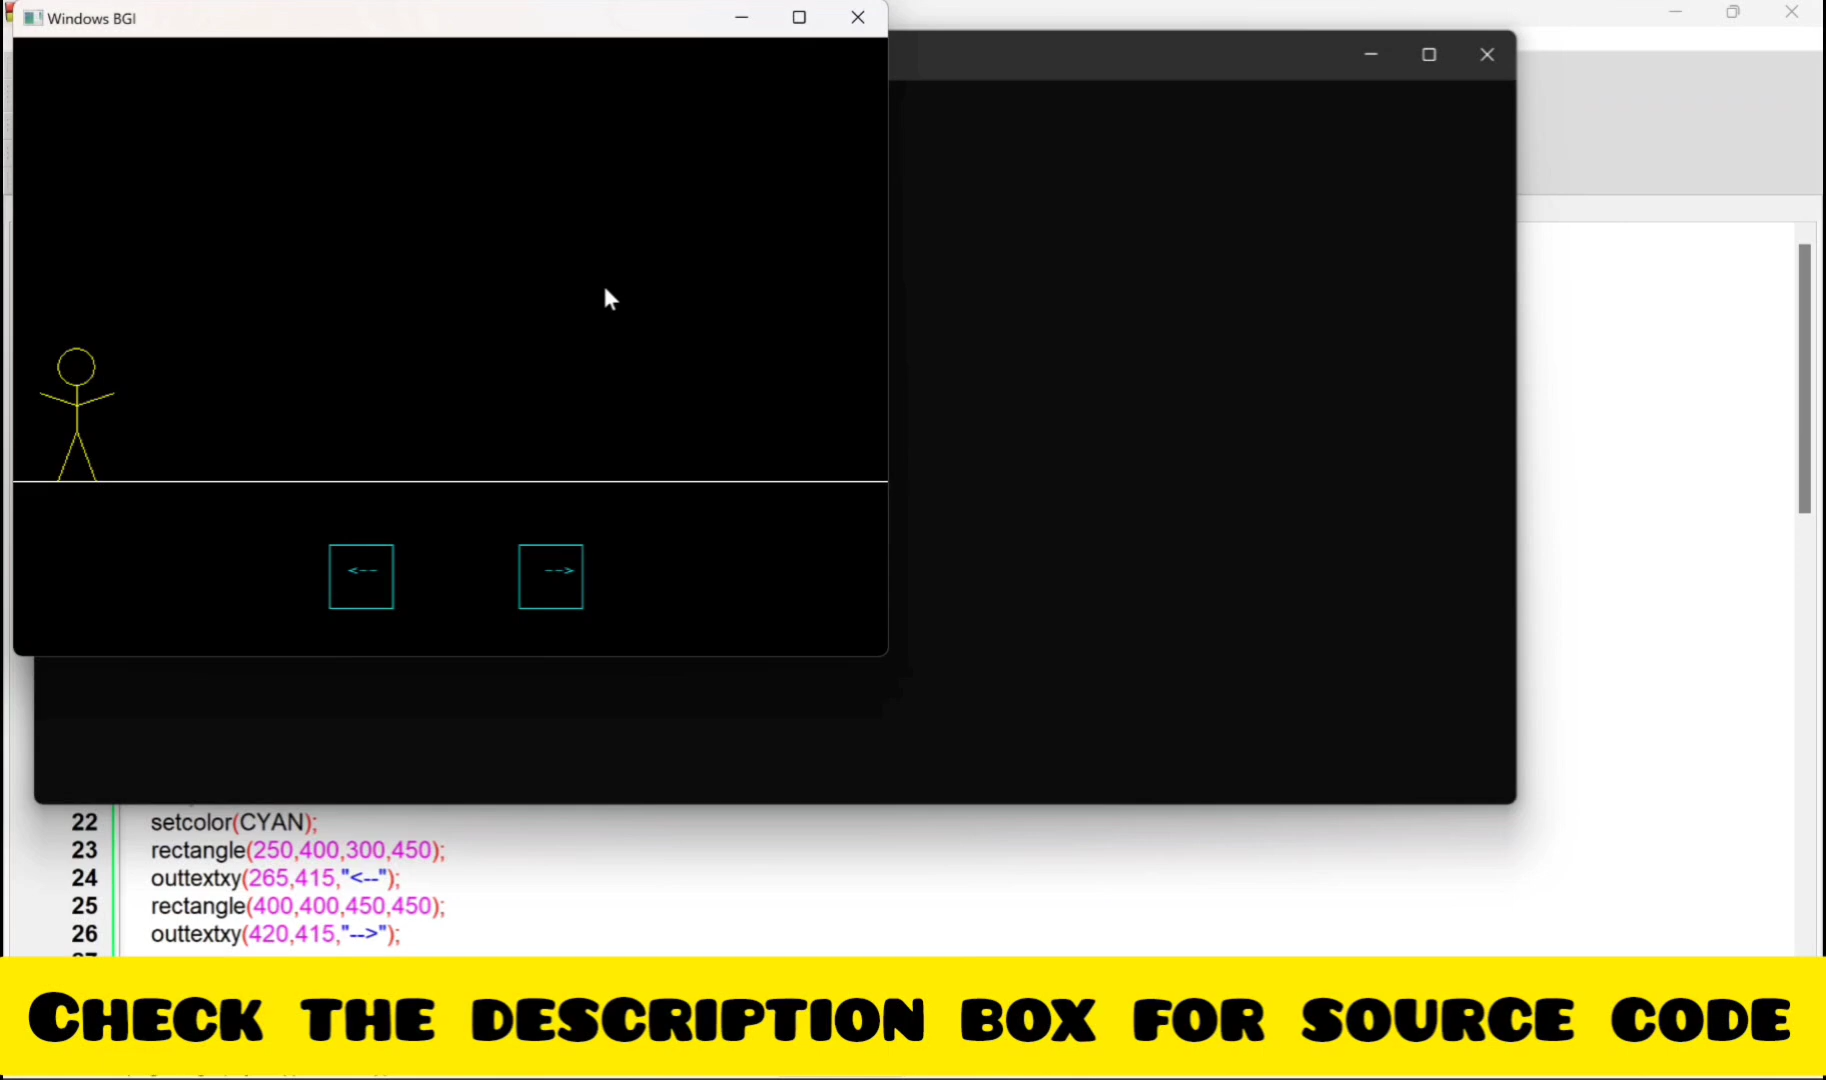 Windows BGI
<--
-->
22 setcolor(CYAN);
23 rectangle(250,400,300,450);
24 outtextxy(265,415,"<--");
25 rectangle(400,400,450,450);
26 outtextxy(420,415,"-->");
CHECK THE DESCRIPTION BOX FOR SOURCE CODE